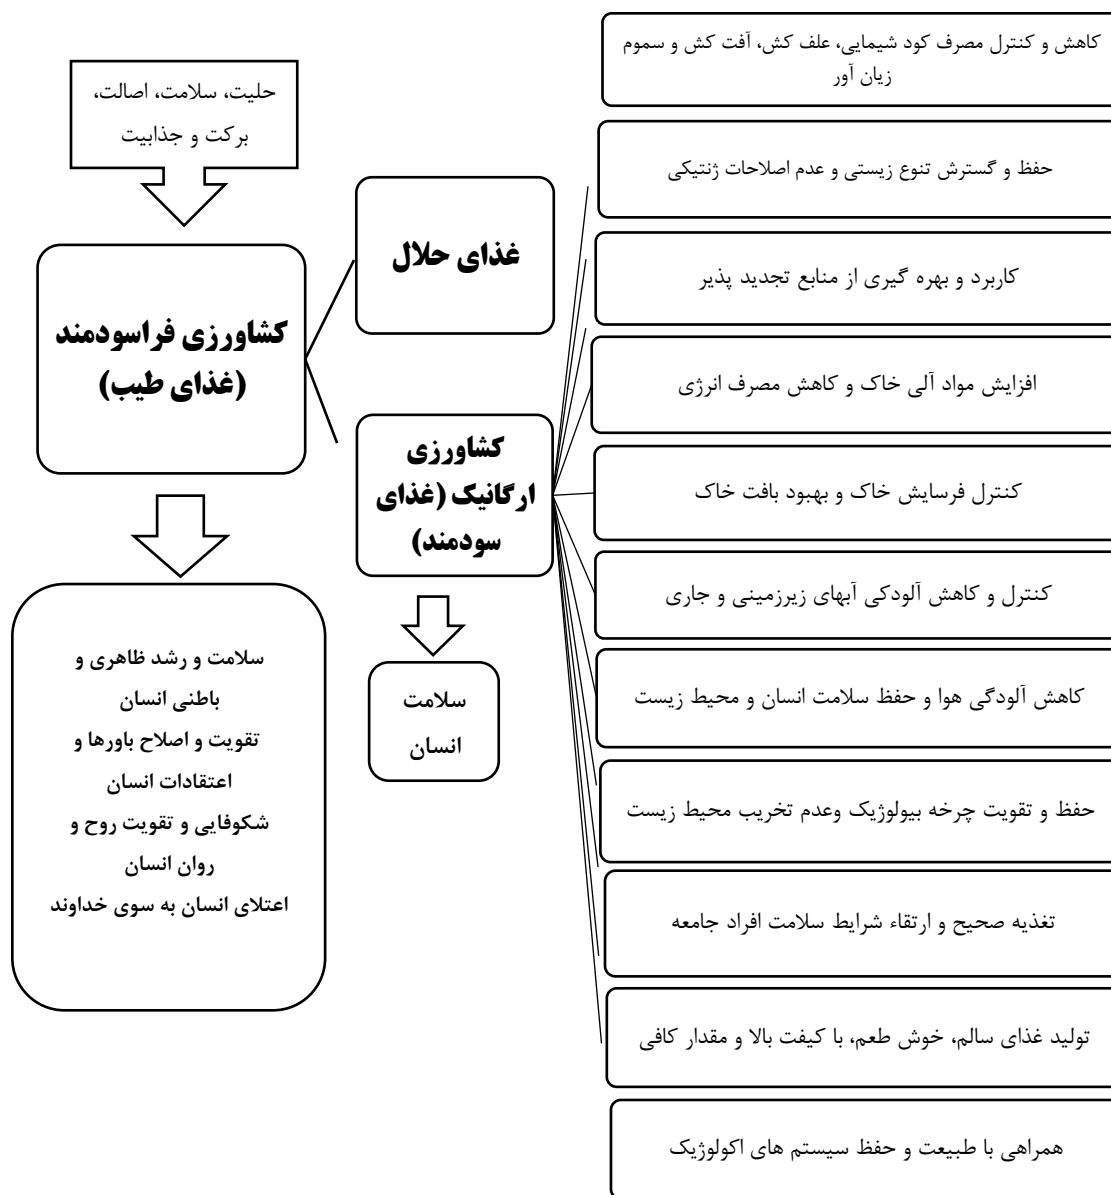 کاهش و کنترل مصرف کود شیمایی، علف کش، آفت کش و سموم
زیان آور
حفظ و گسترش تنوع زیستی و عدم اصلاحات ژنتیکی
کاربرد و بهره گیری از منابع تجدید پذیر
افزایش مواد آلی خاک و کاهش مصرف انرژی
کنترل فرسایش خاک و بهبود بافت خاک
کنترل و کاهش آلودکی آبهای زیرزمینی و جاری
کاهش آلودگی هوا و حفظ سلامت انسان و محیط زیست
حفظ و تقویت چرخه بیولوژیک وعدم تخریب محیط زیست
تغذیه صحیح و ارتقاء شرایط سلامت افراد جامعه
تولید غذای سالم، خوش طعم، با کیفت بالا و مقدار کافی
همراهی با طبیعت و حفظ سیستم های اکولوژیک
غذای حلال
کشاورزی
ارگانیک (غذای
سودمند)
سلامت
انسان
حلیت، سلامت، اصالت،
برکت و جذابیت
کشاورزی فراسودمند
(غذای طیب)
سلامت و رشد ظاهری و
باطنی انسان
تقویت و اصلاح باورها و
اعتقادات انسان
شکوفایی و تقویت روح و
روان انسان
اعتلای انسان به سوی خداوند